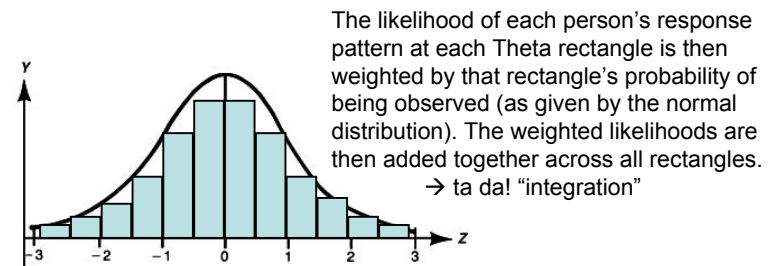 The likelihood of each person’s response
pattern at each Theta rectangle is then
weighted by that rectangle’s probability of
being observed (as given by the normal
distribution). The weighted likelihoods are
then added together across all rectangles.
→ ta da! “integration”
Y
Z
-3 -2 -1 0 1 2 3